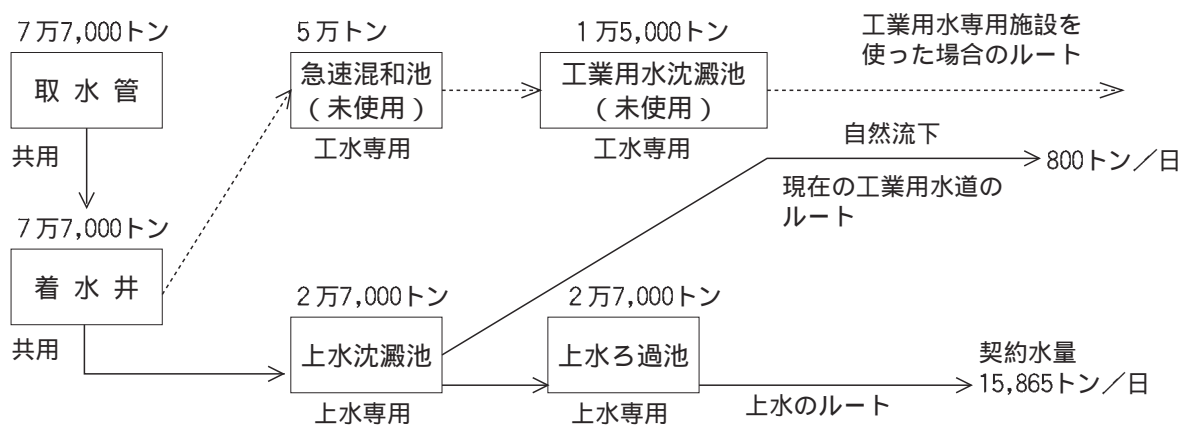 7万7,000トン
取水管
共用
7万7,000トン
着水井
共用
5万トン
急速混和池
(未使用)
工水専用
1万5,000トン
工業用水沈澱池
(未使用)
工水専用
工業用水専用施設を
使った場合のルート
自然流下
800トン/日
現在の工業用水道の
ルート
2万7,000トン
上水沈澱池
上水専用
2万7,000トン
上水ろ過池
上水専用
上水のルート
契約水量
15,865トン/日